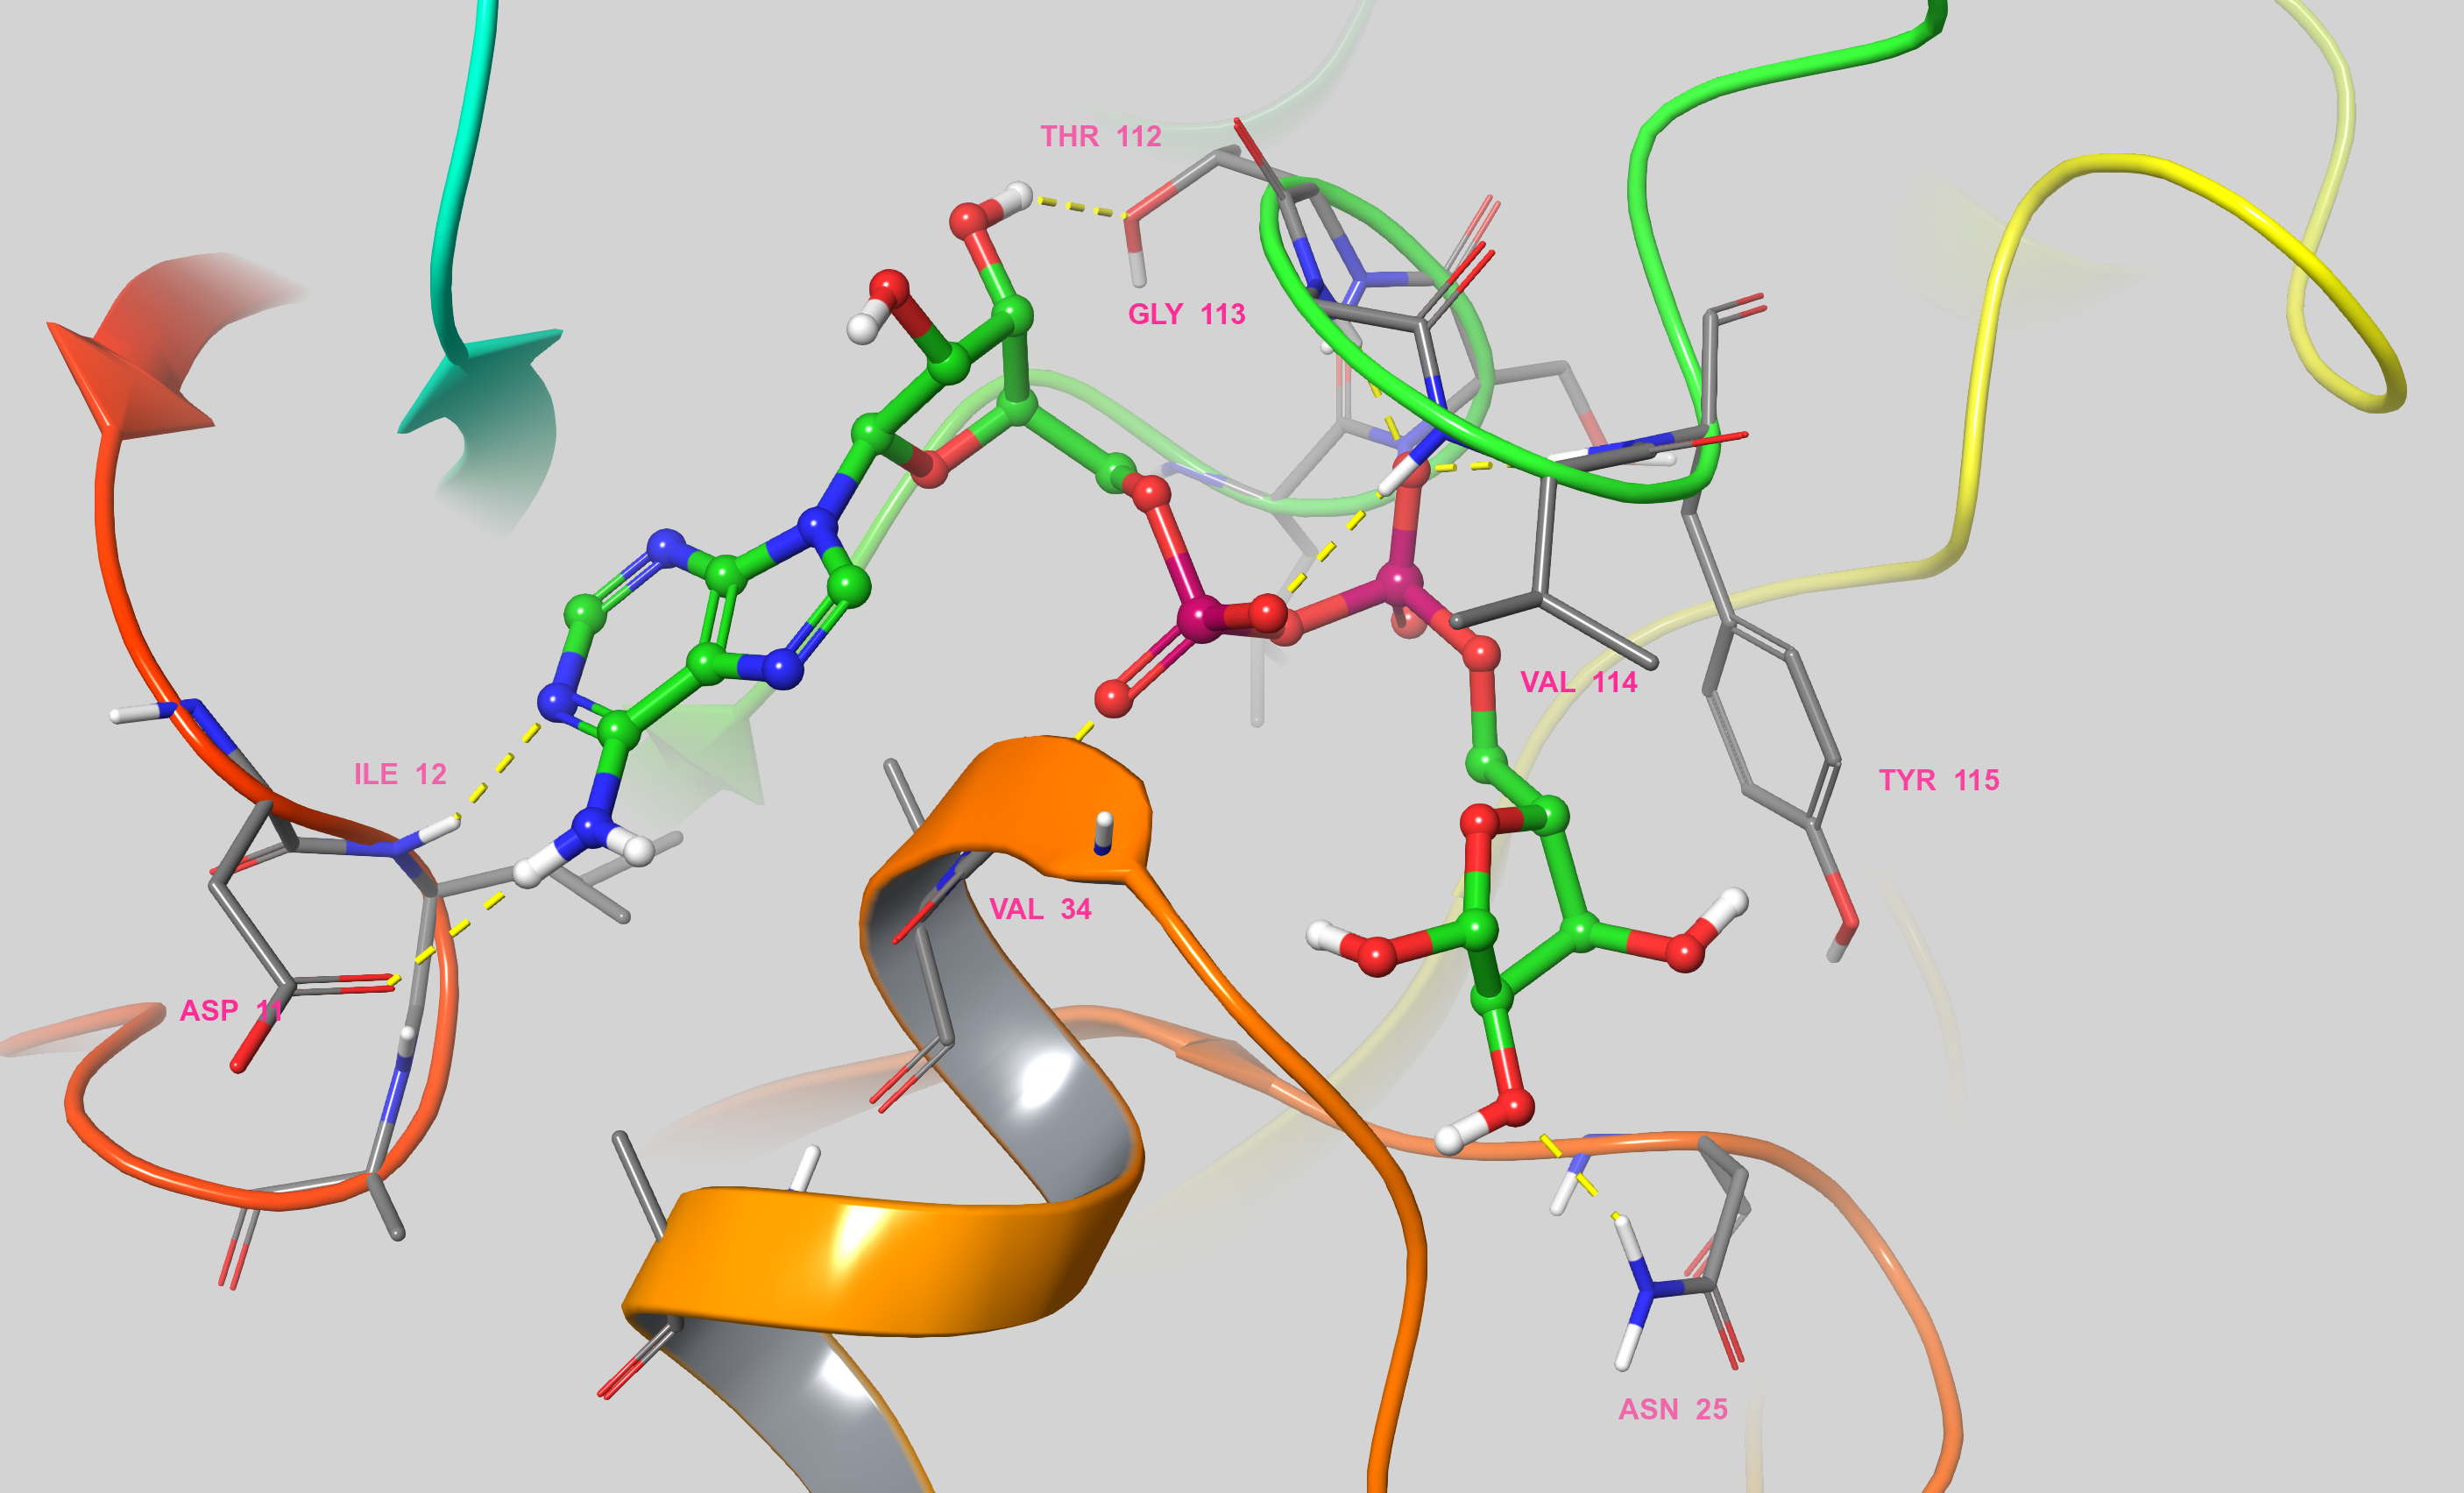 THR 112
GLY 113
VAL 114
ILE 12
TYR 115
VAL 34
ASP 11
ASN 25